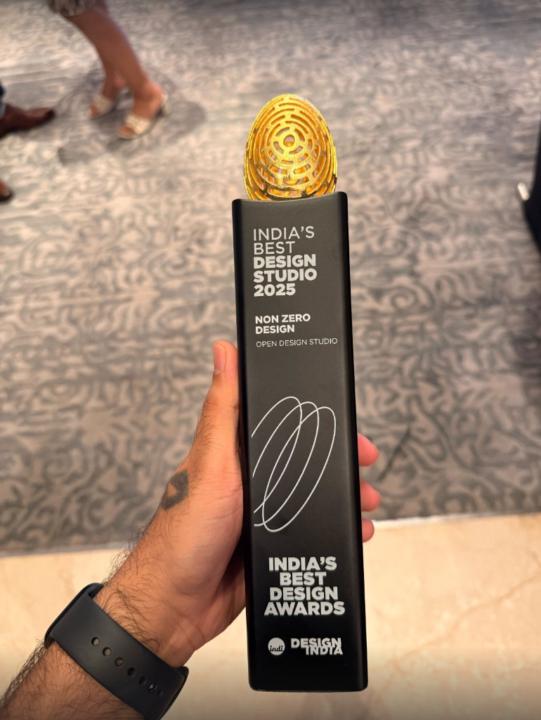 INDIA'S
BEST
DESIGN
STUDIO
2025
NON ZERO
DESIGN
OPEN DESIGN STUDIO
INDIA'S
BEST
DESIGN
AWARDS
indi
DESIGN
INDIA